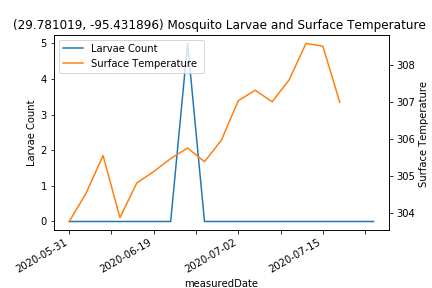 (29.781019, -95.431896) Mosquito Larvae and Surface Temperature
Larvae Count
Surface Temperature
5
4
3
2
1
0
Larvae Count
308
307
306
305
304
Surface Temperature
2020-05-31
2020-06-19
2020-07-02
2020-07-15
measuredDate